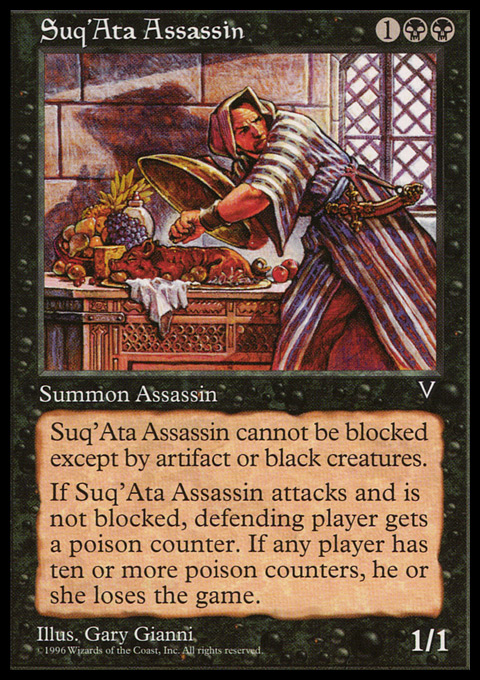 Suq'Ata Assassin 1
Summon Assassin V
Suq'Ata Assassin cannot be blocked
except by artifact or black creatures.
If Suq'Ata Assassin attacks and is
not blocked, defending player gets
a poison counter. If any player has
ten or more poison counters, he or
she loses the game.
Illus. Gary Gianni
©1996 Wizards of the Coast, Inc. All rights reserved.
1/1